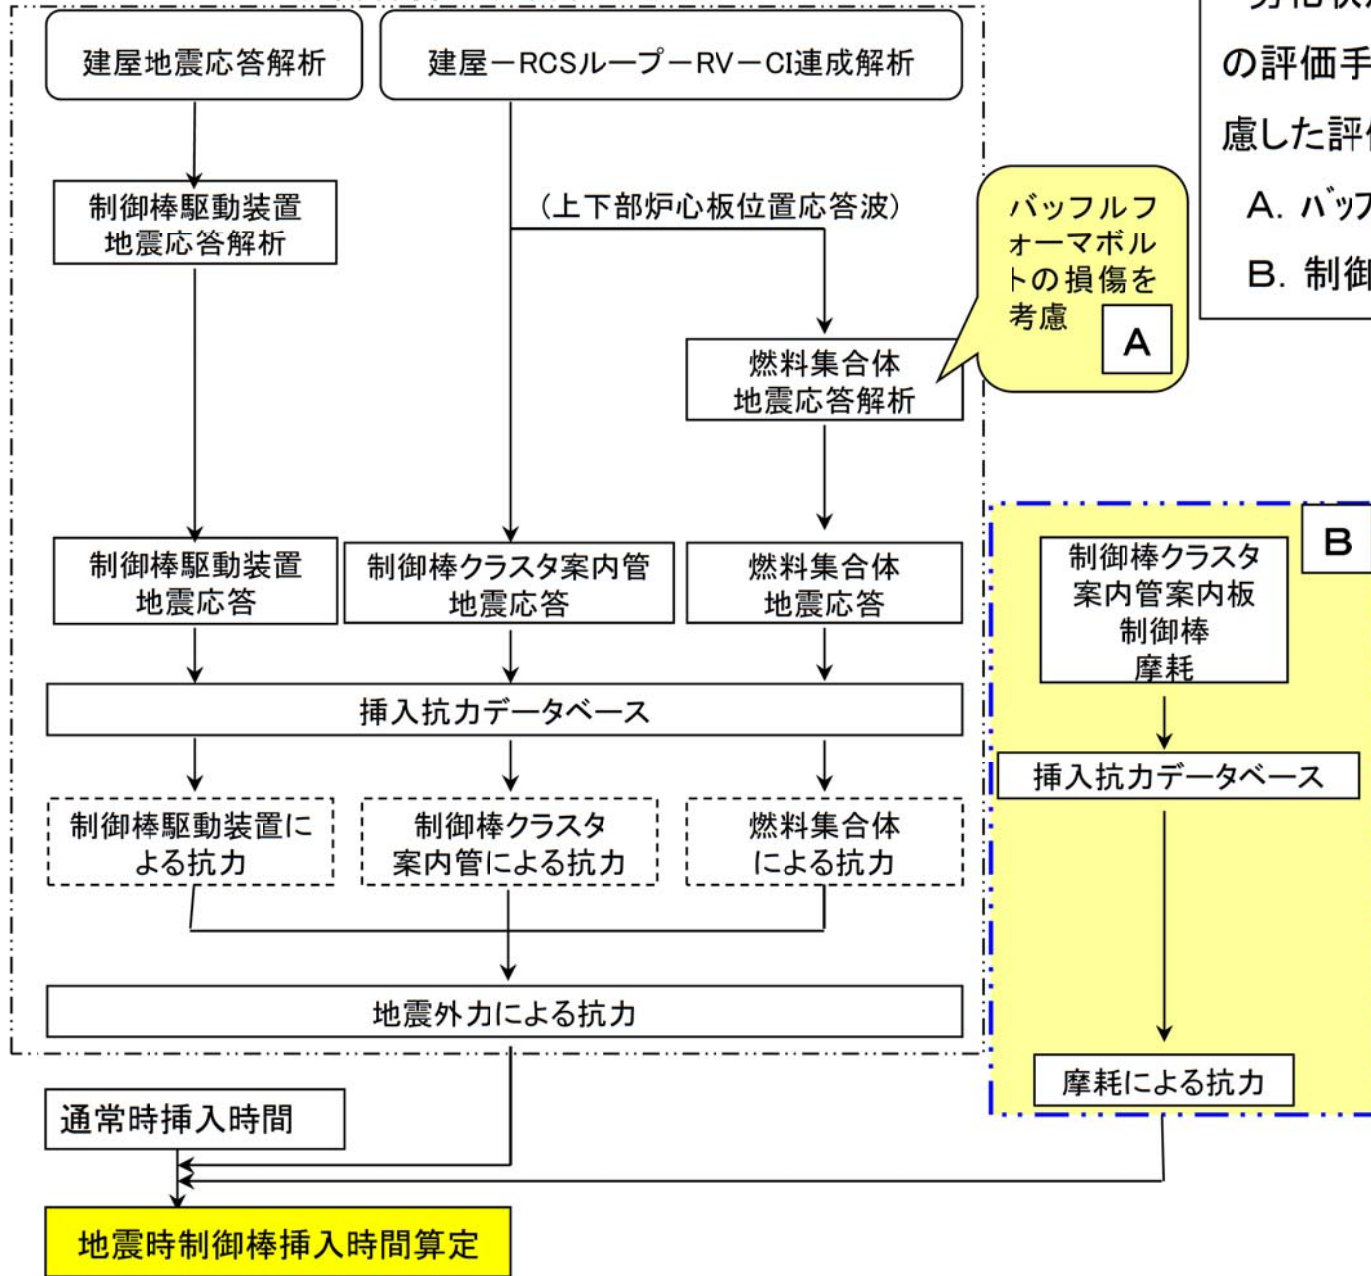 建屋地震応答解析
建屋－RCSループ－RV－CI連成解析
の評価手
慮した評
A. バッフ
B. 制御
制御棒駆動装置
地震応答解析
（上下部炉心板位置応答波）
バッフルフ
ォーマボル
トの損傷を
考慮
A
燃料集合体
地震応答解析
制御棒駆動装置
地震応答
制御棒クラスタ案内管
地震応答
燃料集合体
地震応答
B
制御棒クラスタ
案内管案内板
制御棒
摩耗
挿入抗力データベース
挿入抗力データベース
制御棒駆動装置に
よる抗力
制御棒クラスタ
案内管による抗力
燃料集合体
による抗力
地震外力による抗力
摩耗による抗力
通常時挿入時間
地震時制御棒挿入時間算定